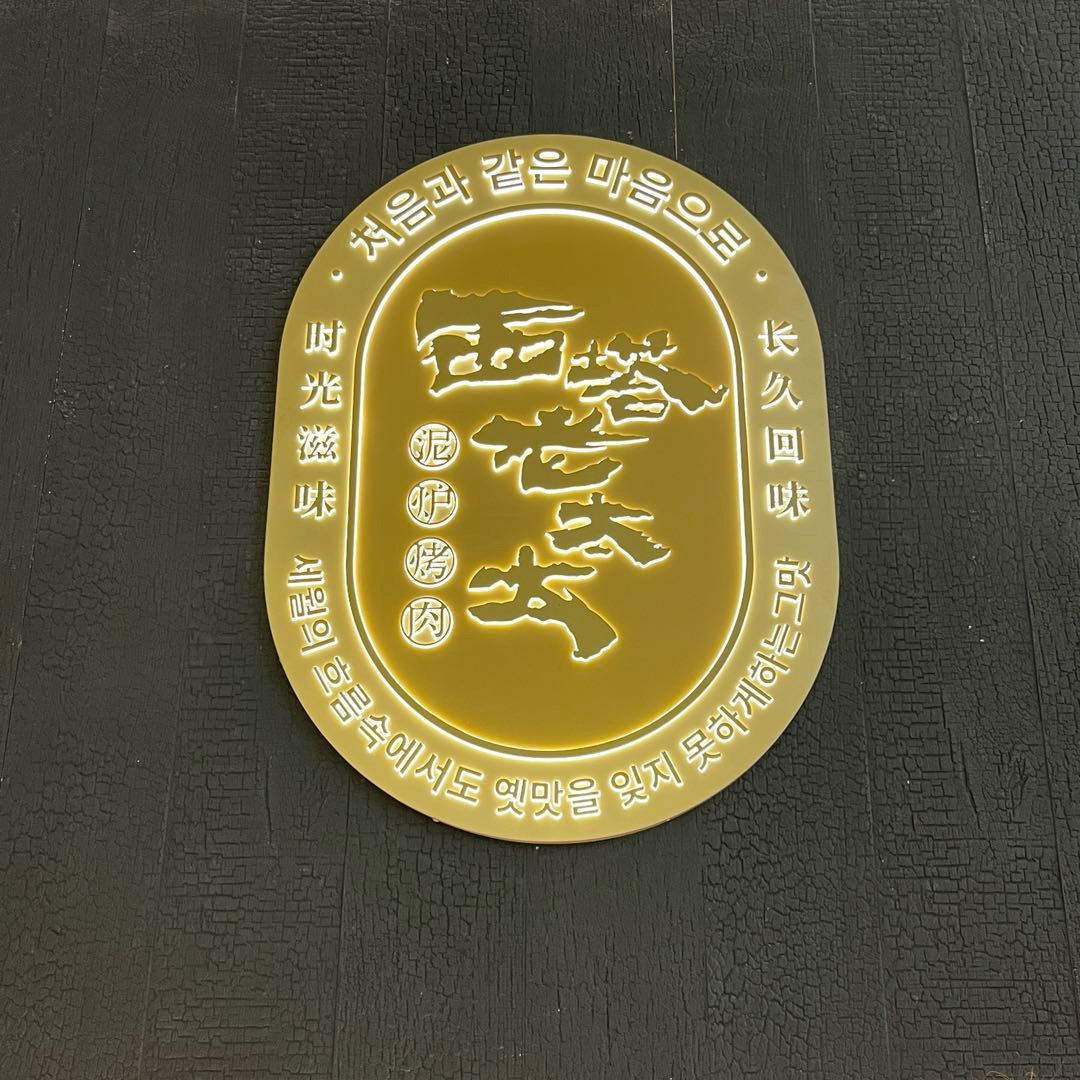 처음과 같은 마음으로
时光滋味
长久回味
西塔老太太
泥炉烤肉
세월의 흐름속에서도 옛맛을 잊지 못하게하는그맛